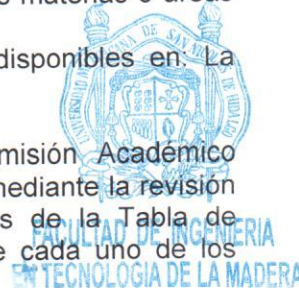 s materias o áreas
disponibles en: La
misión Académico
mediante la revisión
s de la Tabla de
FACULTAD DE INGENIERIA
e cada uno de los
EN TECNOLOGIA DE LA MADERA